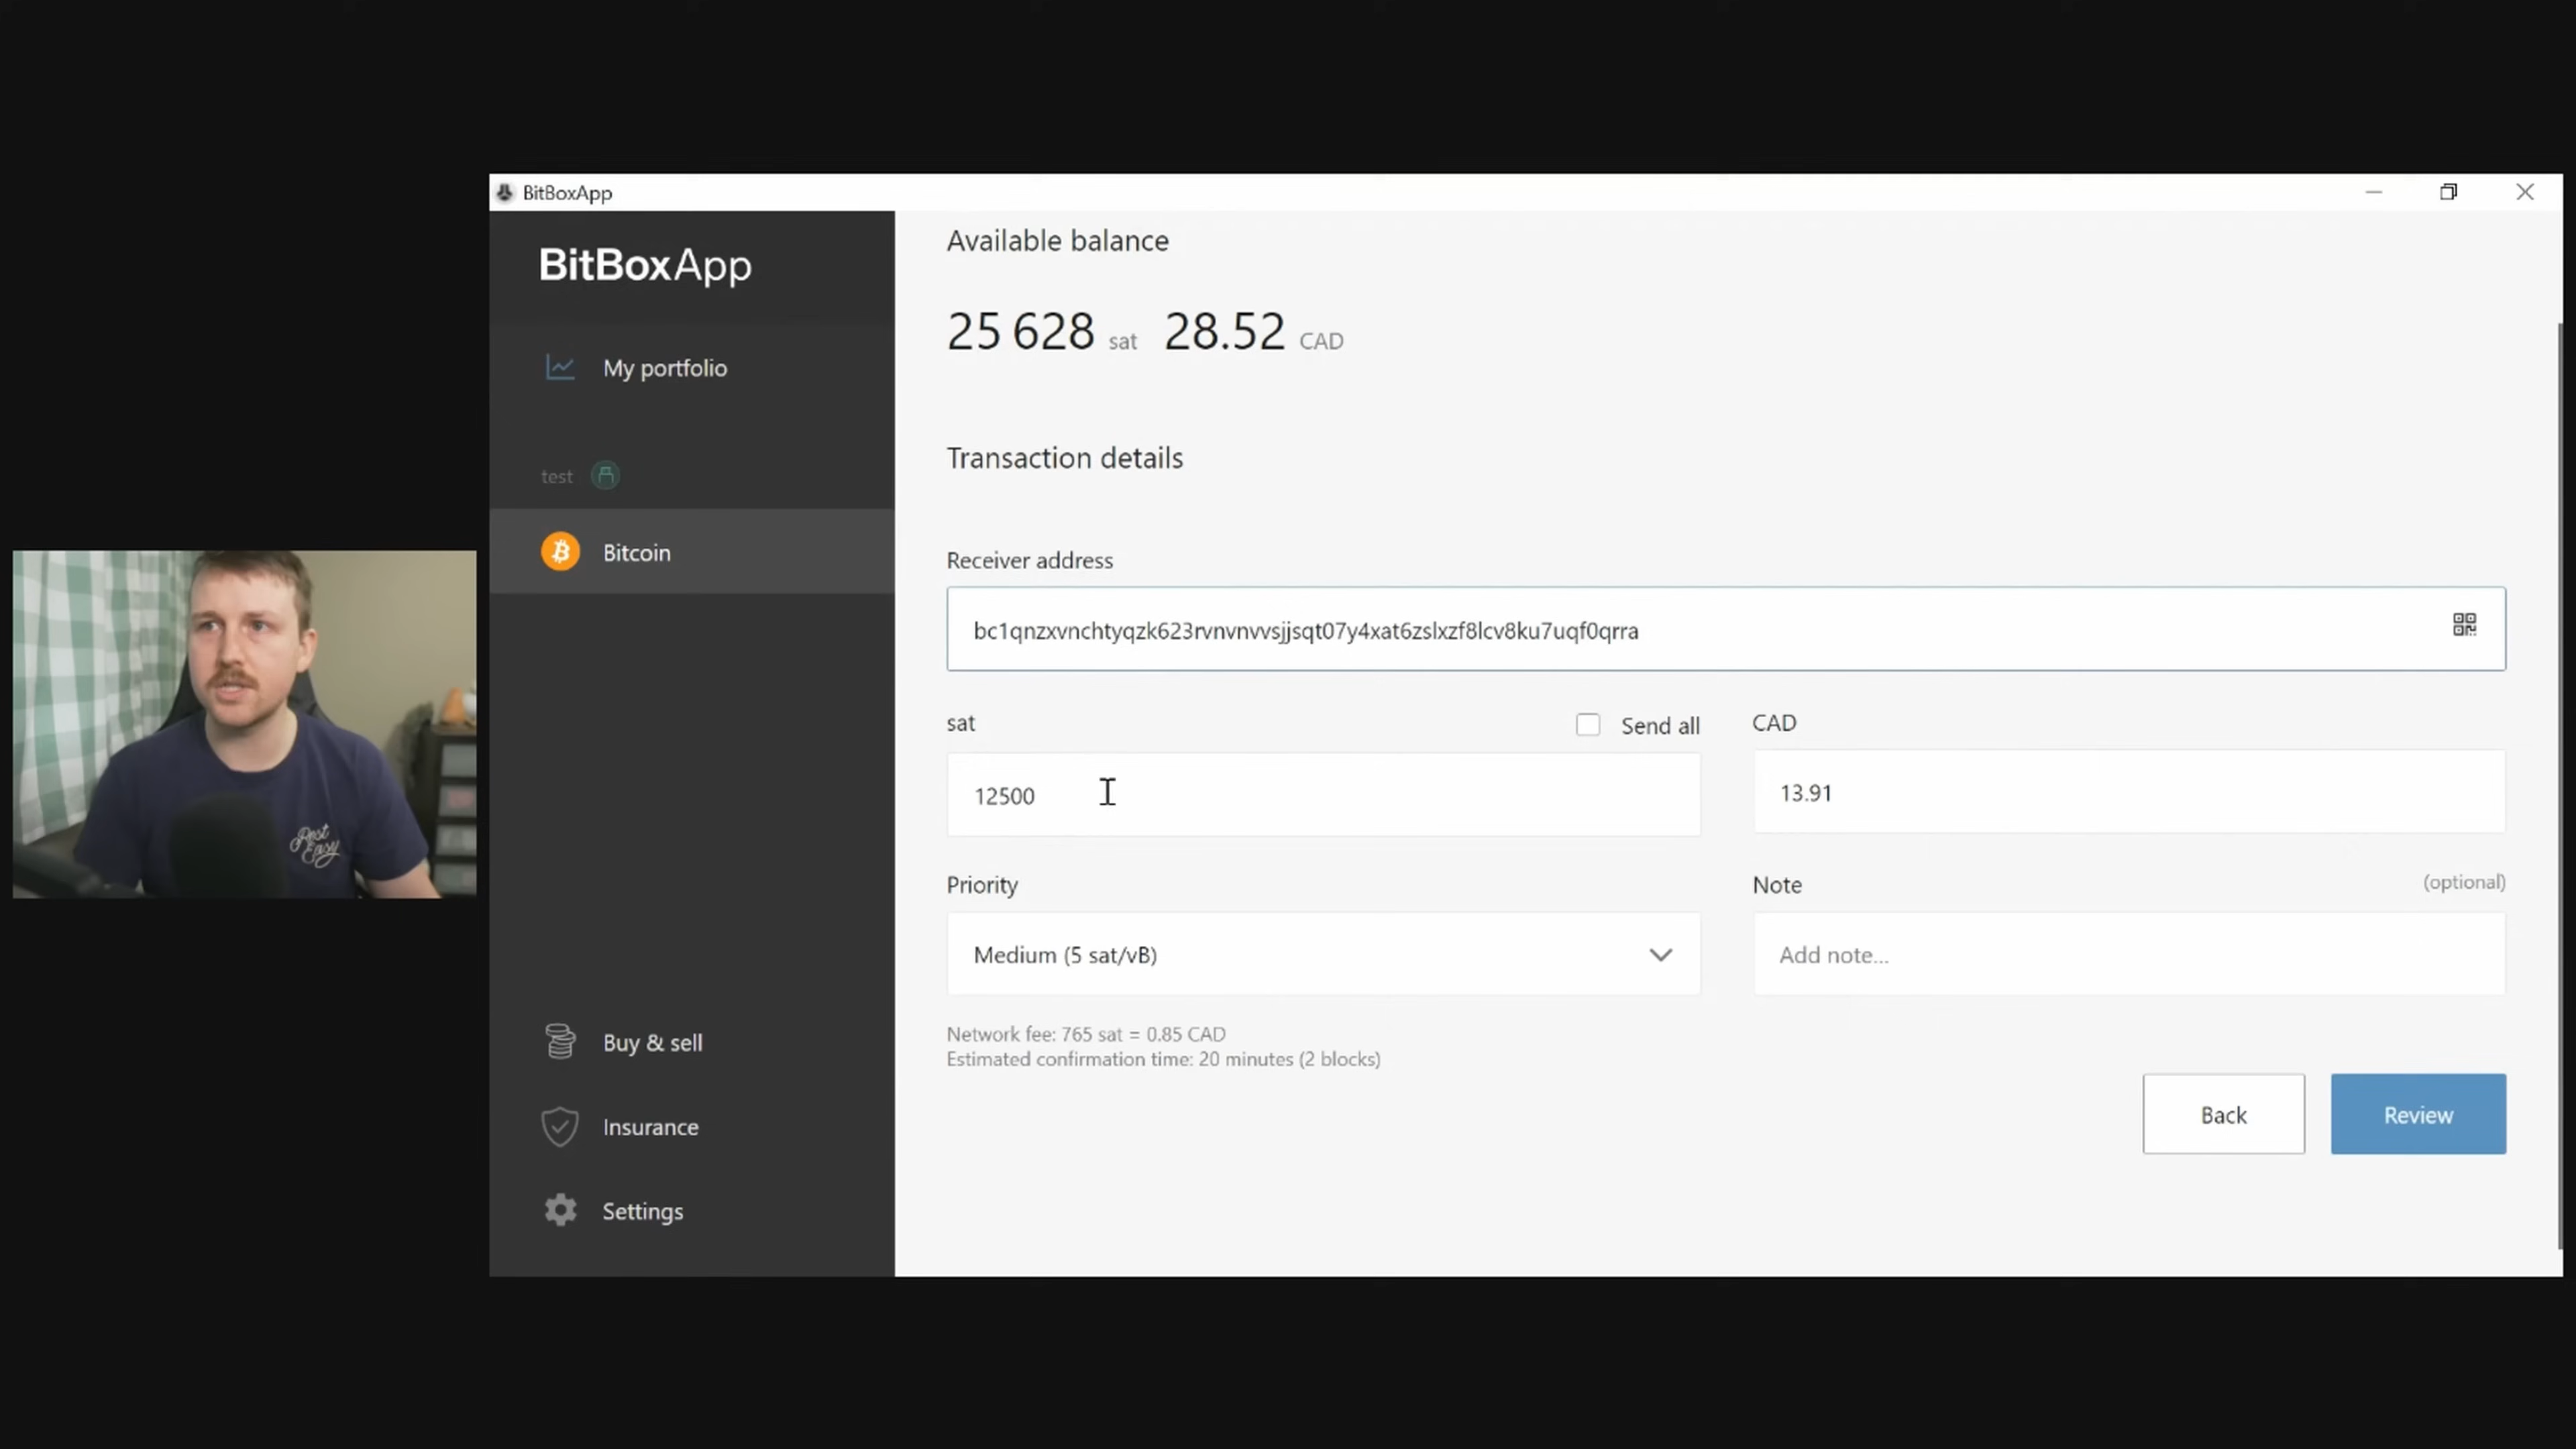 BitBoxApp
BitBoxApp
My portfolio
test
Bitcoin
Buy & sell
Insurance
Settings
Available balance
25 628 sat 28.52 CAD
Transaction details
Receiver address
bc1qnzxvnchtyqzk623rvnvnvvsjjsqt07y4xat6zslxzf8lcv8ku7uqf0qrra
sat
Send all
CAD
12500
13.91
Priority
Note
(optional)
Medium (5 sat/vB)
Add note...
Network fee: 765 sat = 0.85 CAD
Estimated confirmation time: 20 minutes (2 blocks)
Back
Review
Rest
Easy